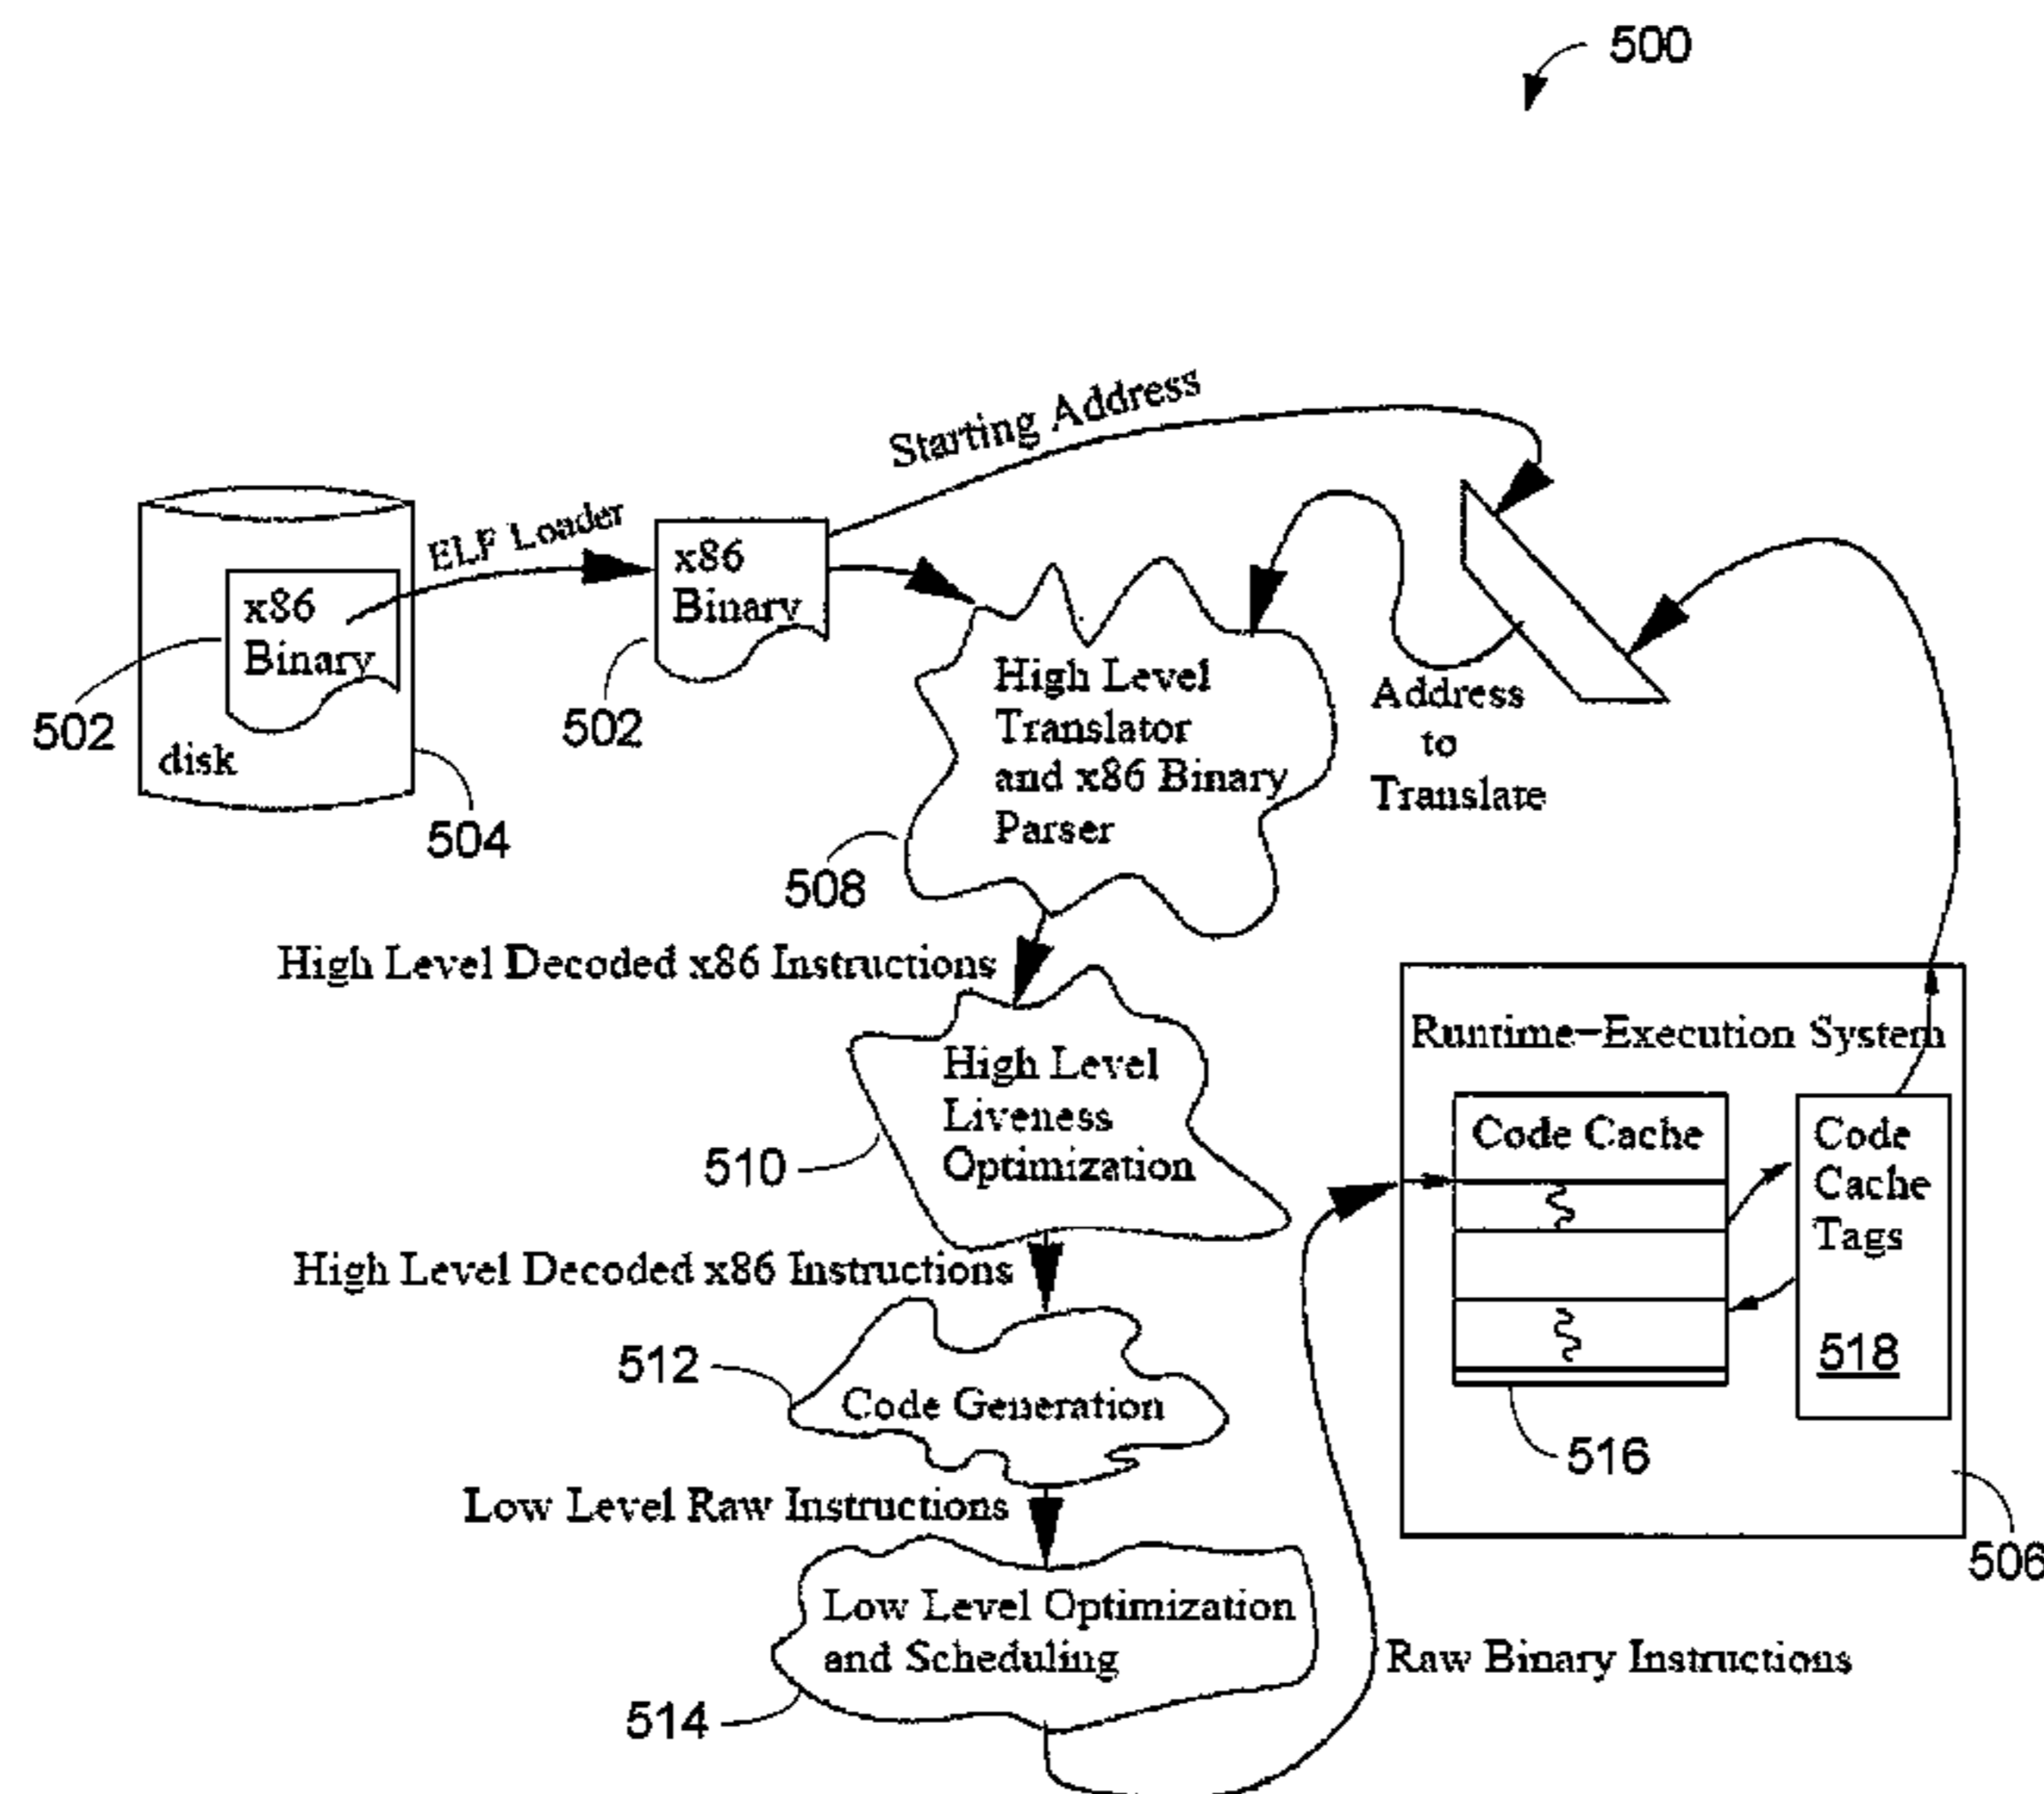 500
Starting Address
ELF Loader
x86
Binary
disk
502
504
x86
Binary
502
High Level
Translator
and x86 Binary
Parser
508
Address
to
Translate
High Level Decoded x86 Instructions
High Level
Liveness
Optimization
510
High Level Decoded x86 Instructions
Code Generation
512
Low Level Raw Instructions
Low Level Optimization
and Scheduling
514
Raw Binary Instructions
Runtime-Execution System
Code Cache
516
Code
Cache
Tags
518
506